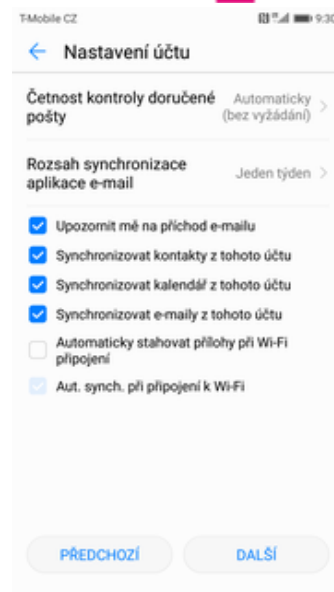 T-Mobile CZ 9:30
Nastavení účtu
Četnost kontroly doručené pošty
Automaticky (bez vyžádání)
Rozsah synchronizace aplikace e-mail
Jeden týden
Upozornit mě na příchod e-mailu
Synchronizovat kontakty z tohoto účtu
Synchronizovat kalendář z tohoto účtu
Synchronizovat e-maily z tohoto účtu
Automaticky stahovat přílohy při Wi-Fi
připojení
Aut. synch. při připojení k Wi-Fi
PŘEDCHOZÍ DALŠÍ